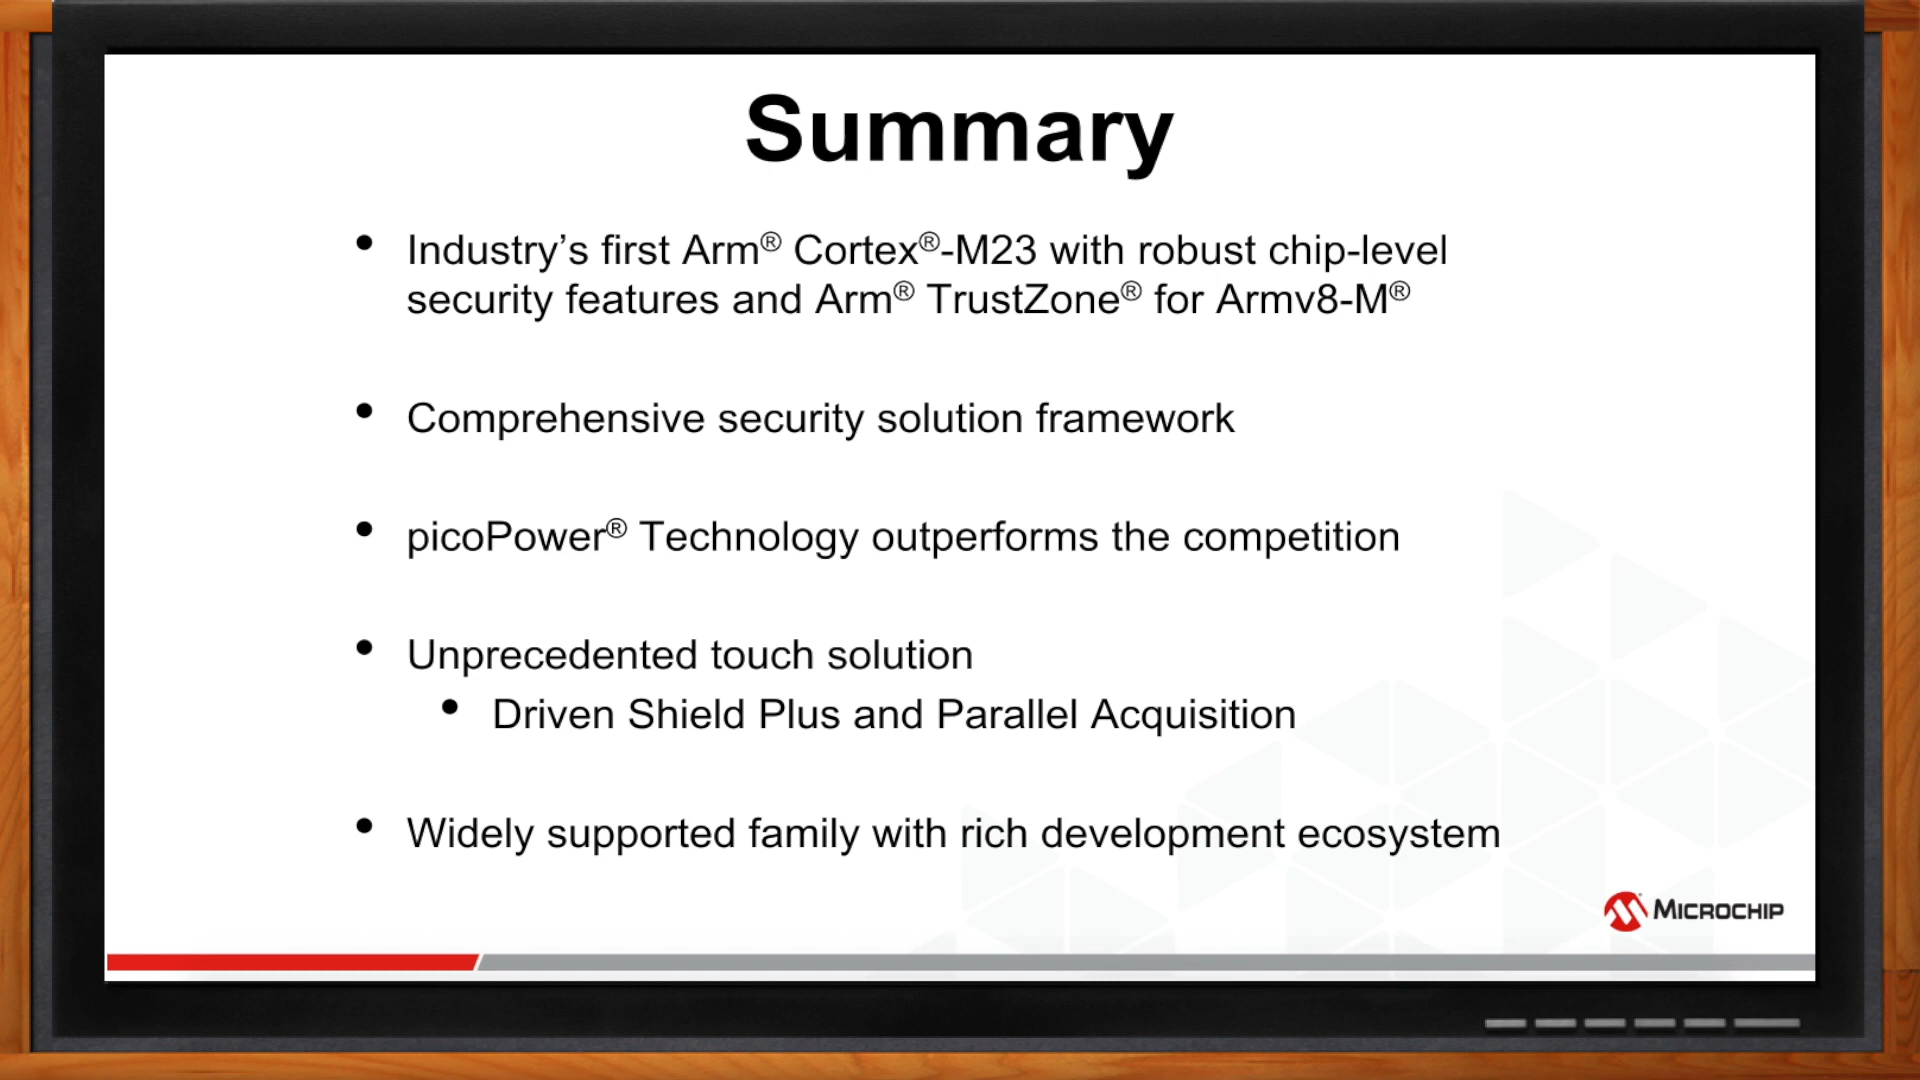 Summary
• Industry’s first Arm® Cortex®-M23 with robust chip-level
security features and Arm® TrustZone® for Armv8-M®
• Comprehensive security solution framework
• picoPower® Technology outperforms the competition
• Unprecedented touch solution
• Driven Shield Plus and Parallel Acquisition
• Widely supported family with rich development ecosystem
MICROCHIP